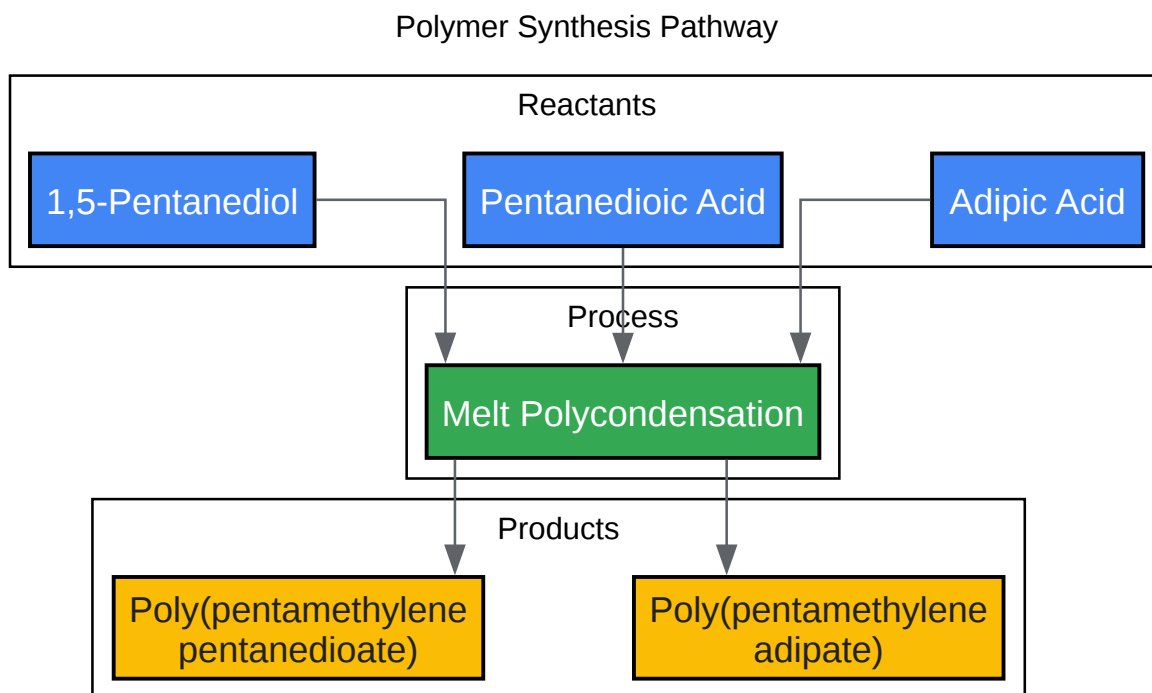 Polymer Synthesis Pathway
Reactants
1,5-Pentanediol
Pentanedioic Acid
Adipic Acid
Process
Melt Polycondensation
Products
Poly(pentamethylene
pentanedioate)
Poly(pentamethylene
adipate)